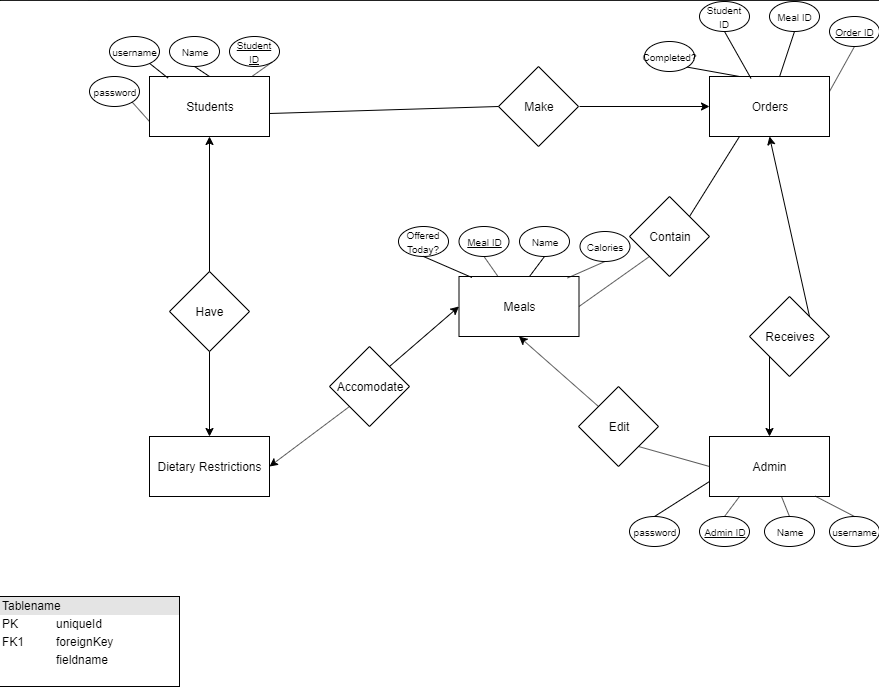 Student
ID
Meal ID
Order ID
Completed?
username
Name
Student
ID
password
Students
Make
Orders
Offered
Today?
Meal ID
Name
Calories
Contain
Have
Meals
Receives
Accomodate
Edit
Dietary Restrictions
Admin
password
Admin ID
Name
username
Tablename
PK uniqueId
FK1 foreignKey
fieldname